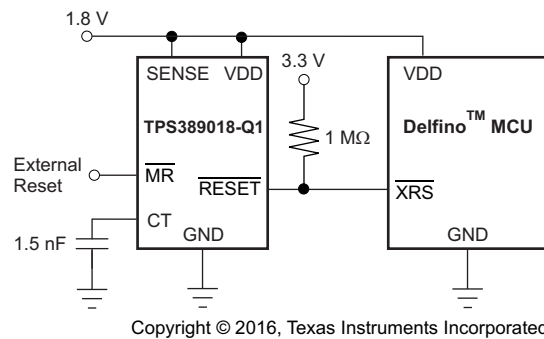 1.8 V
SENSE VDD
TPS389018-Q1
3.3 V
1 MΩ
VDD
Delfino™ MCU
External
Reset
MR
RESET
XRS
CT
1.5 nF
GND
GND
Copyright © 2016, Texas Instruments Incorporated